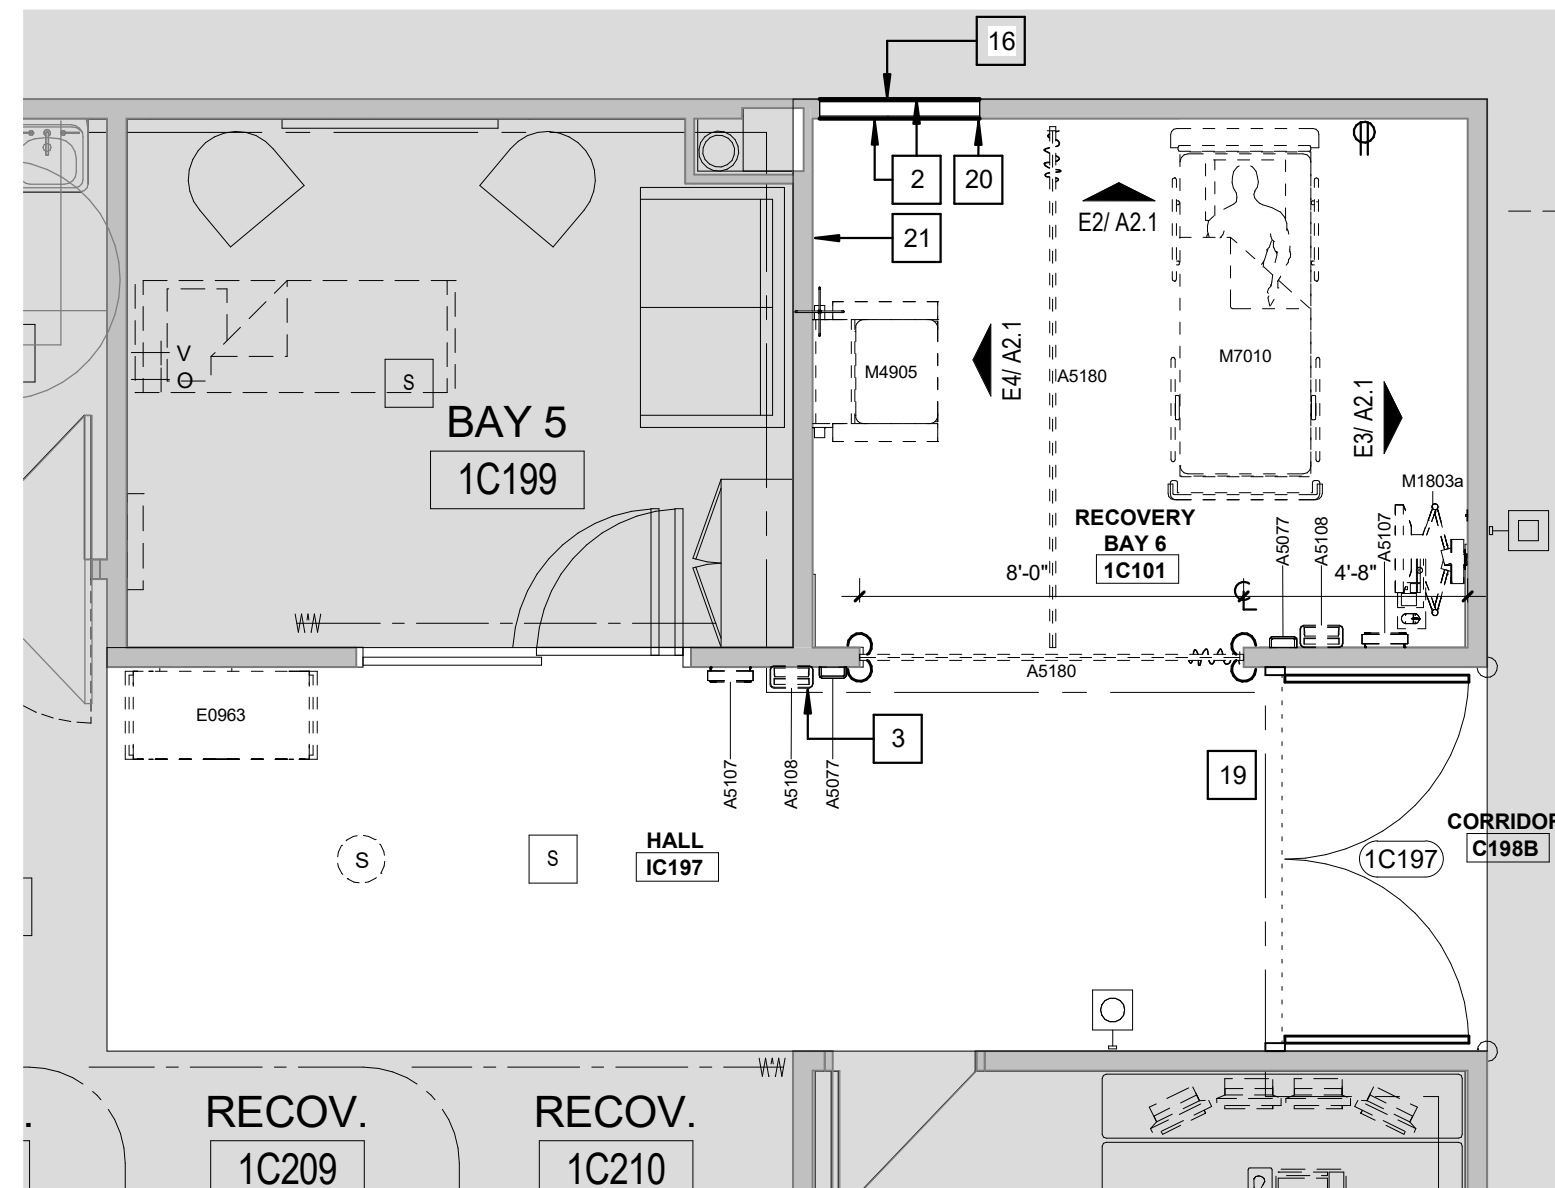 16
2
20
21
E2/ A2.1
E4/ A2.1
M4905
A5180
M7010
E3/ A2.1
V
O
S
BAY 5
1C199
M1803a
RECOVERY
BAY 6
1C101
8'-0"
4'-8"
A5077
A5108
A5107
CL
A5180
E0963
3
A5107
A5108
A5077
19
HALL
IC197
S
S
1C197
CORRIDOR
C198B
RECOV.
1C209
RECOV.
1C210